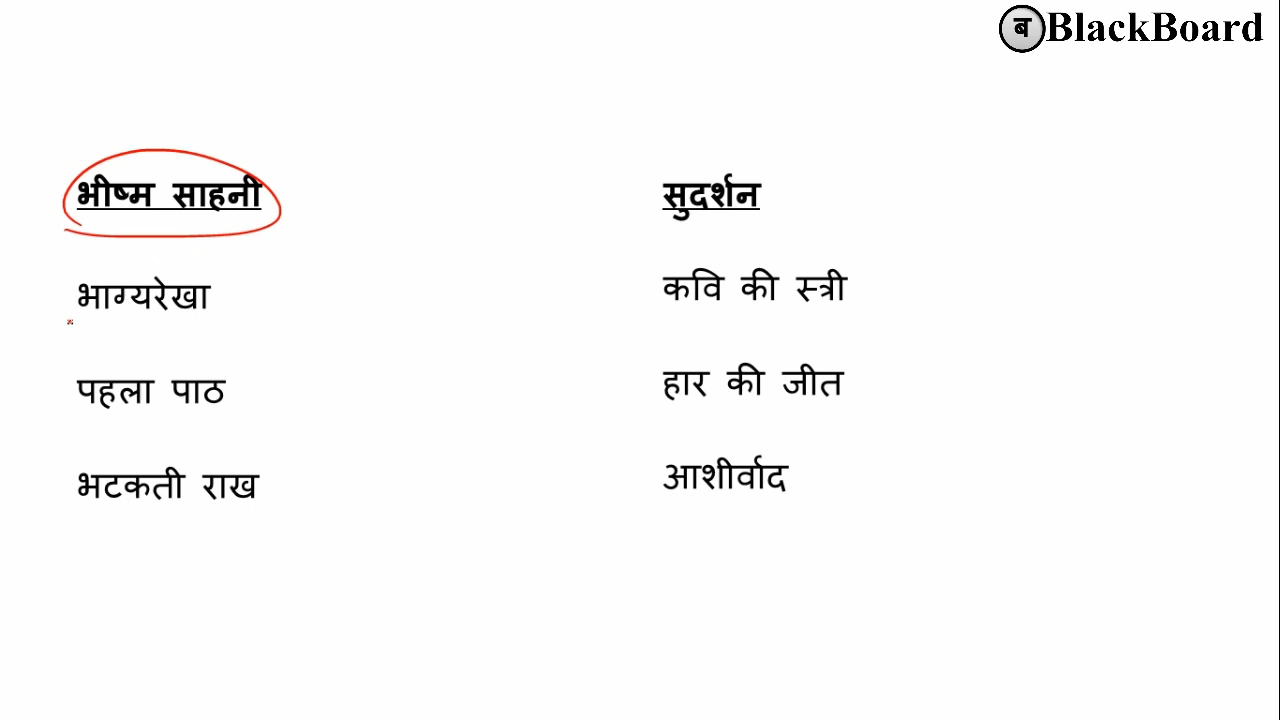 ब BlackBoard
भीष्म साहनी
भाग्यरेखा
पहला पाठ
भटकती राख
सुदर्शन
कवि की स्त्री
हार की जीत
आशीर्वाद